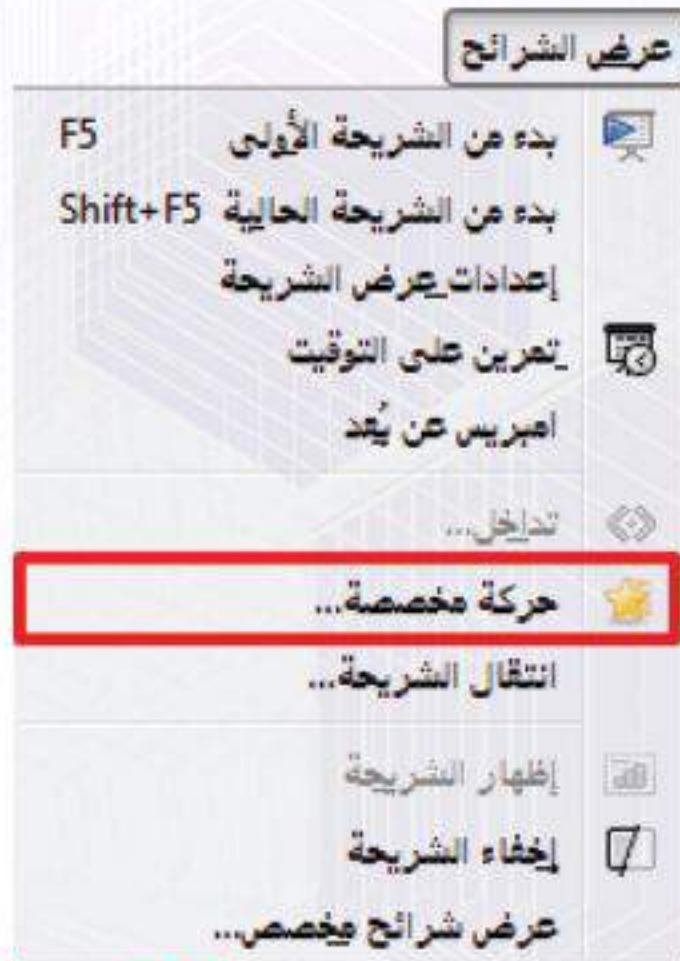 عرض الشرائح
بدء من الشريحة الأولى F5
بدء من الشريحة الحالية Shift+F5
إعدادات عرض الشريحة
تمرين على التوقيت
امبريس عن بُعد
تداخل...
حركة مخصصة...
انتقال الشريحة...
إظهار الشريحة
إخفاء الشريحة
عرض شرائح مخصص...